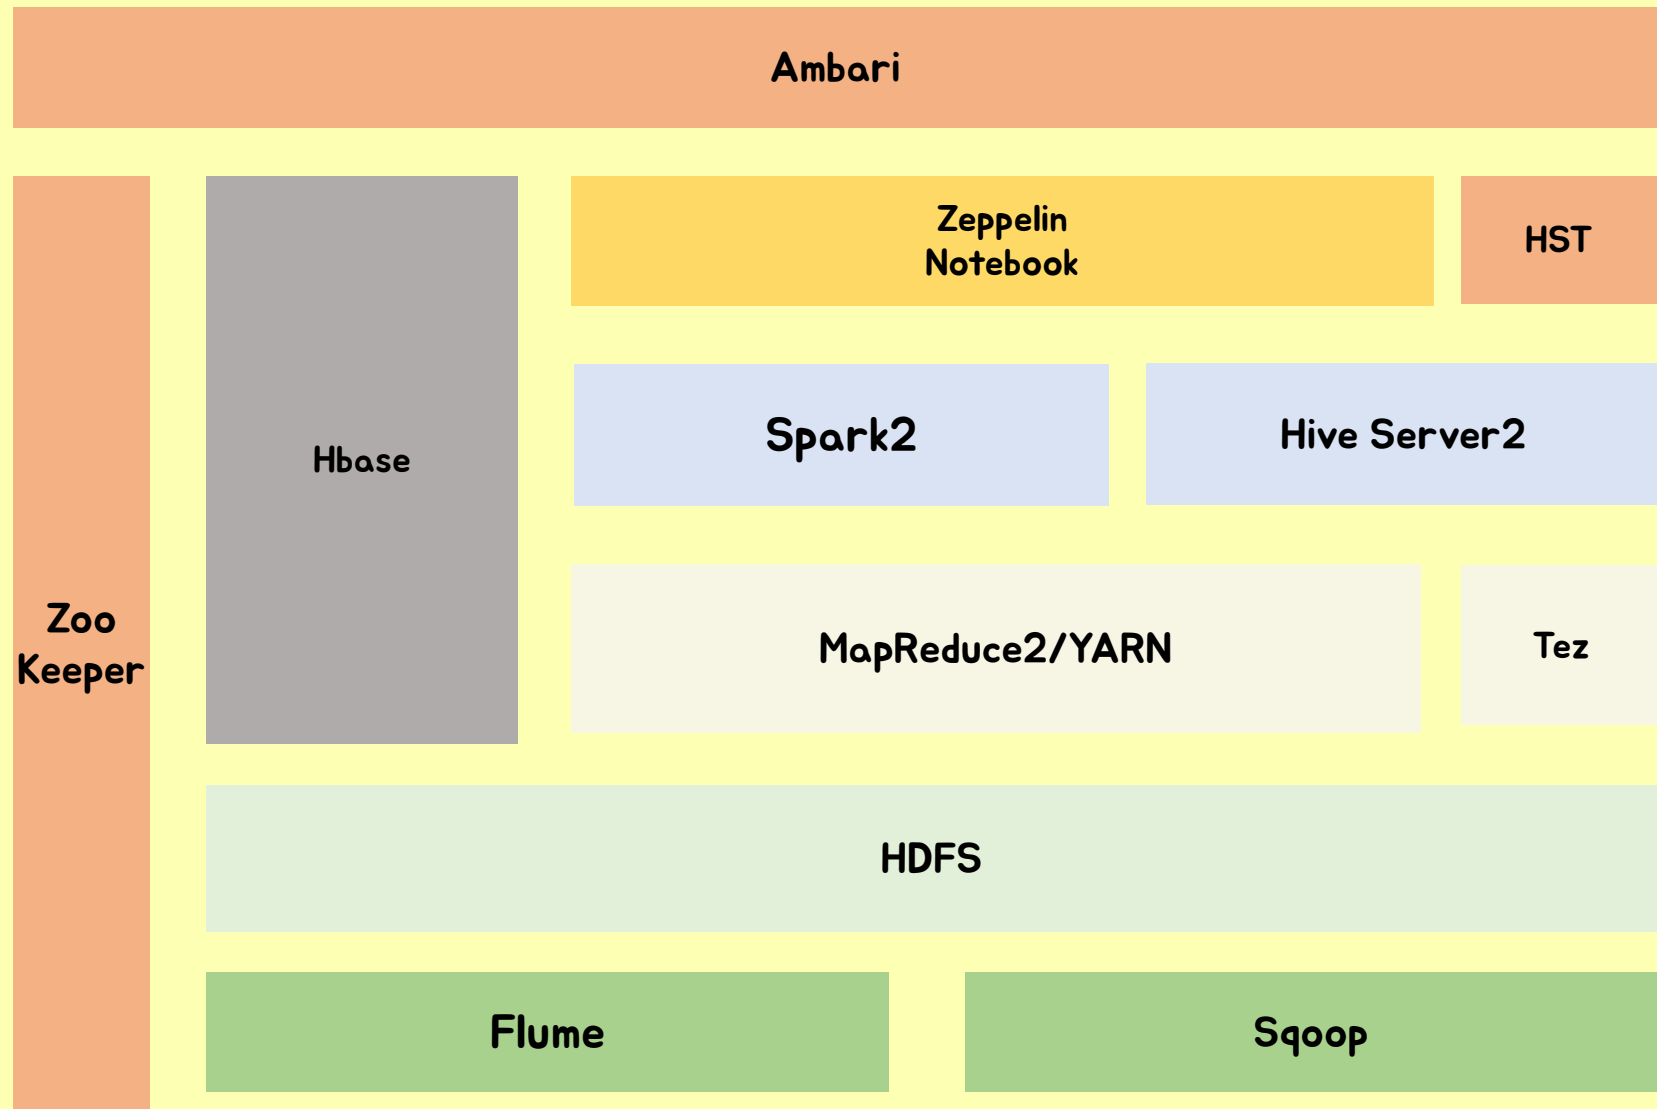 Ambari
Zeppelin
Notebook
HST
Hbase
Spark2
Hive Server2
Zoo
Keeper
MapReduce2/YARN
Tez
HDFS
Flume
Sqoop